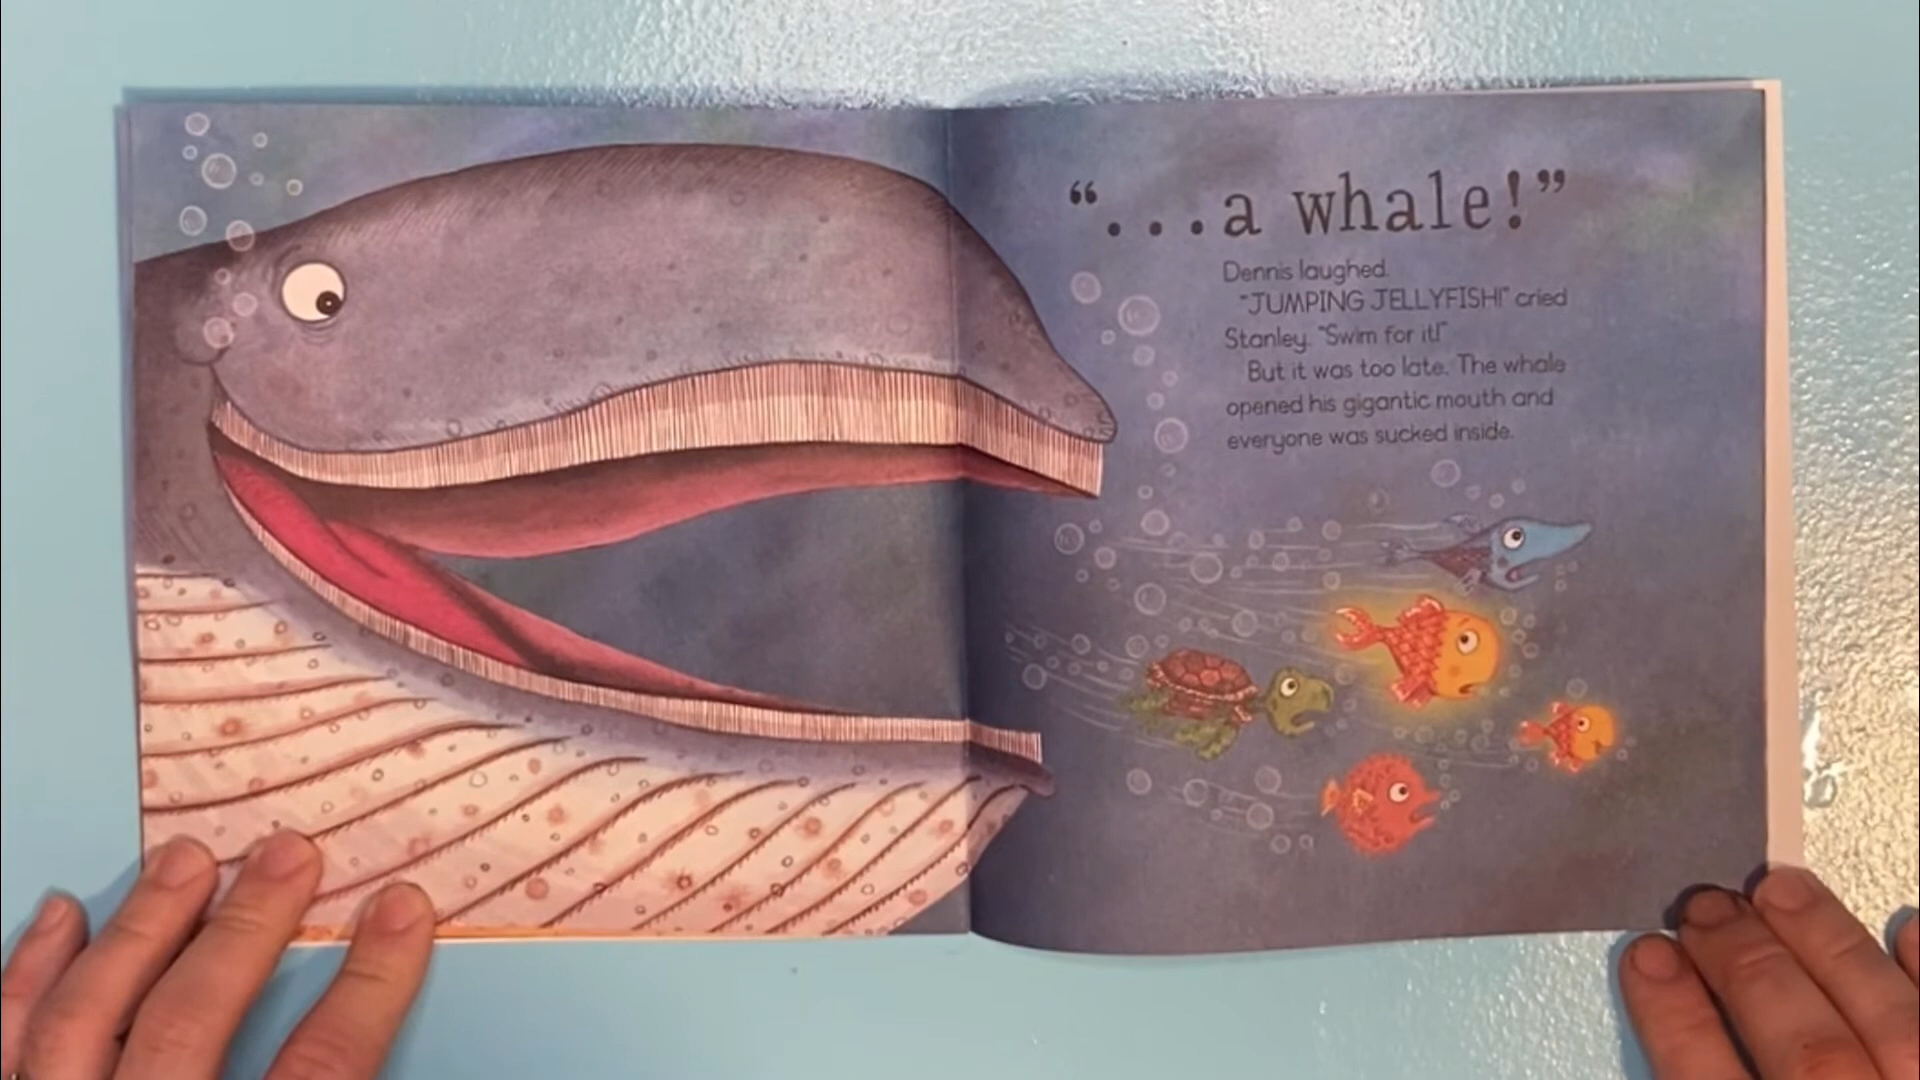 “. . . a whale!”
Dennis laughed.
“JUMPING JELLYFISH!” cried
Stanley. “Swim for it!”
But it was too late. The whale
opened his gigantic mouth and
everyone was sucked inside.